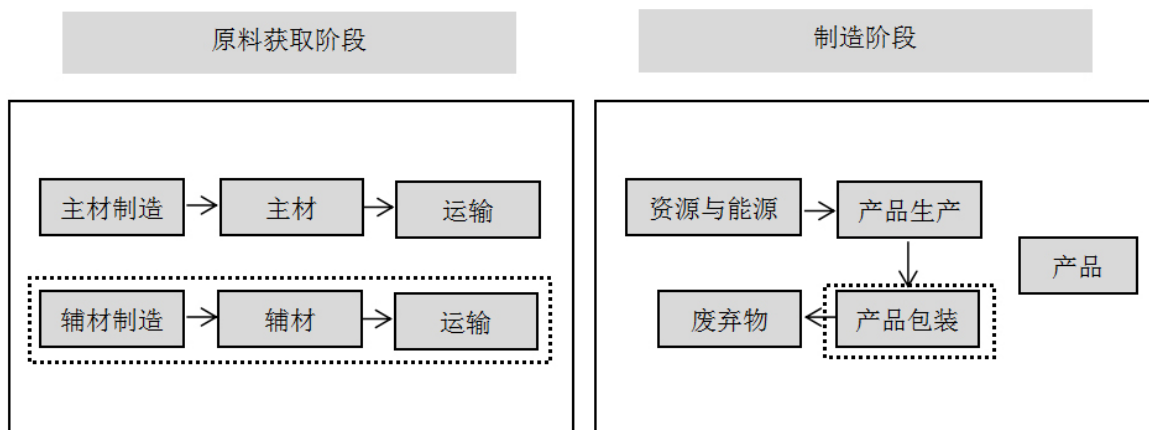 原料获取阶段
制造阶段
主材制造
主材
运输
辅材制造
辅材
运输
资源与能源
产品生产
产品
废弃物
产品包装